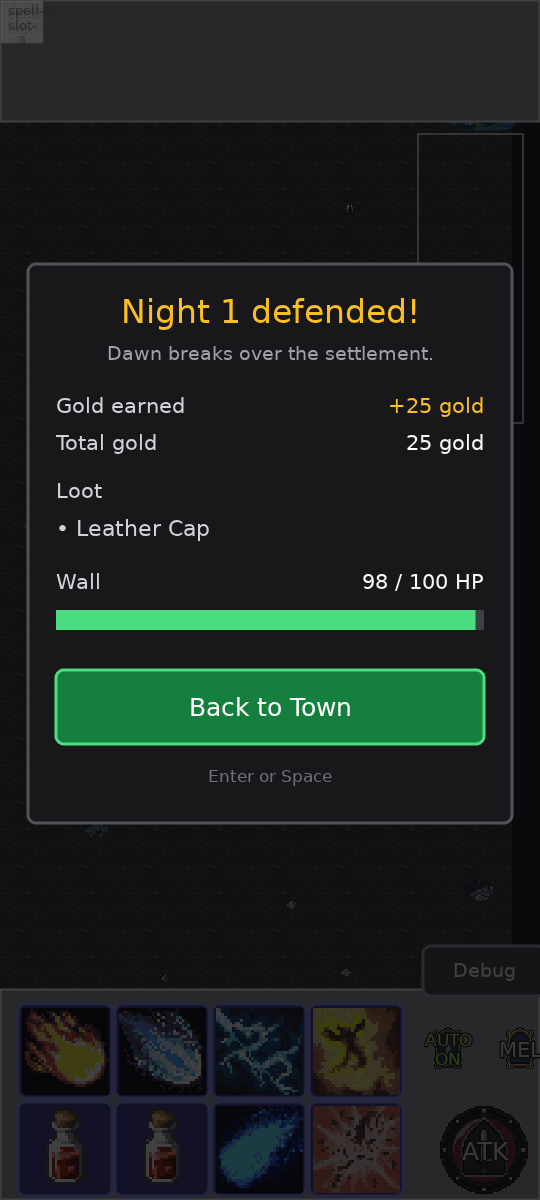 spell-
slot-
a
Night 1 defended!
Dawn breaks over the settlement.
Gold earned +25 gold
Total gold 25 gold
Loot
• Leather Cap
Wall 98 / 100 HP
Back to Town
Enter or Space
Debug
AUTO
ON
MEL
ATK